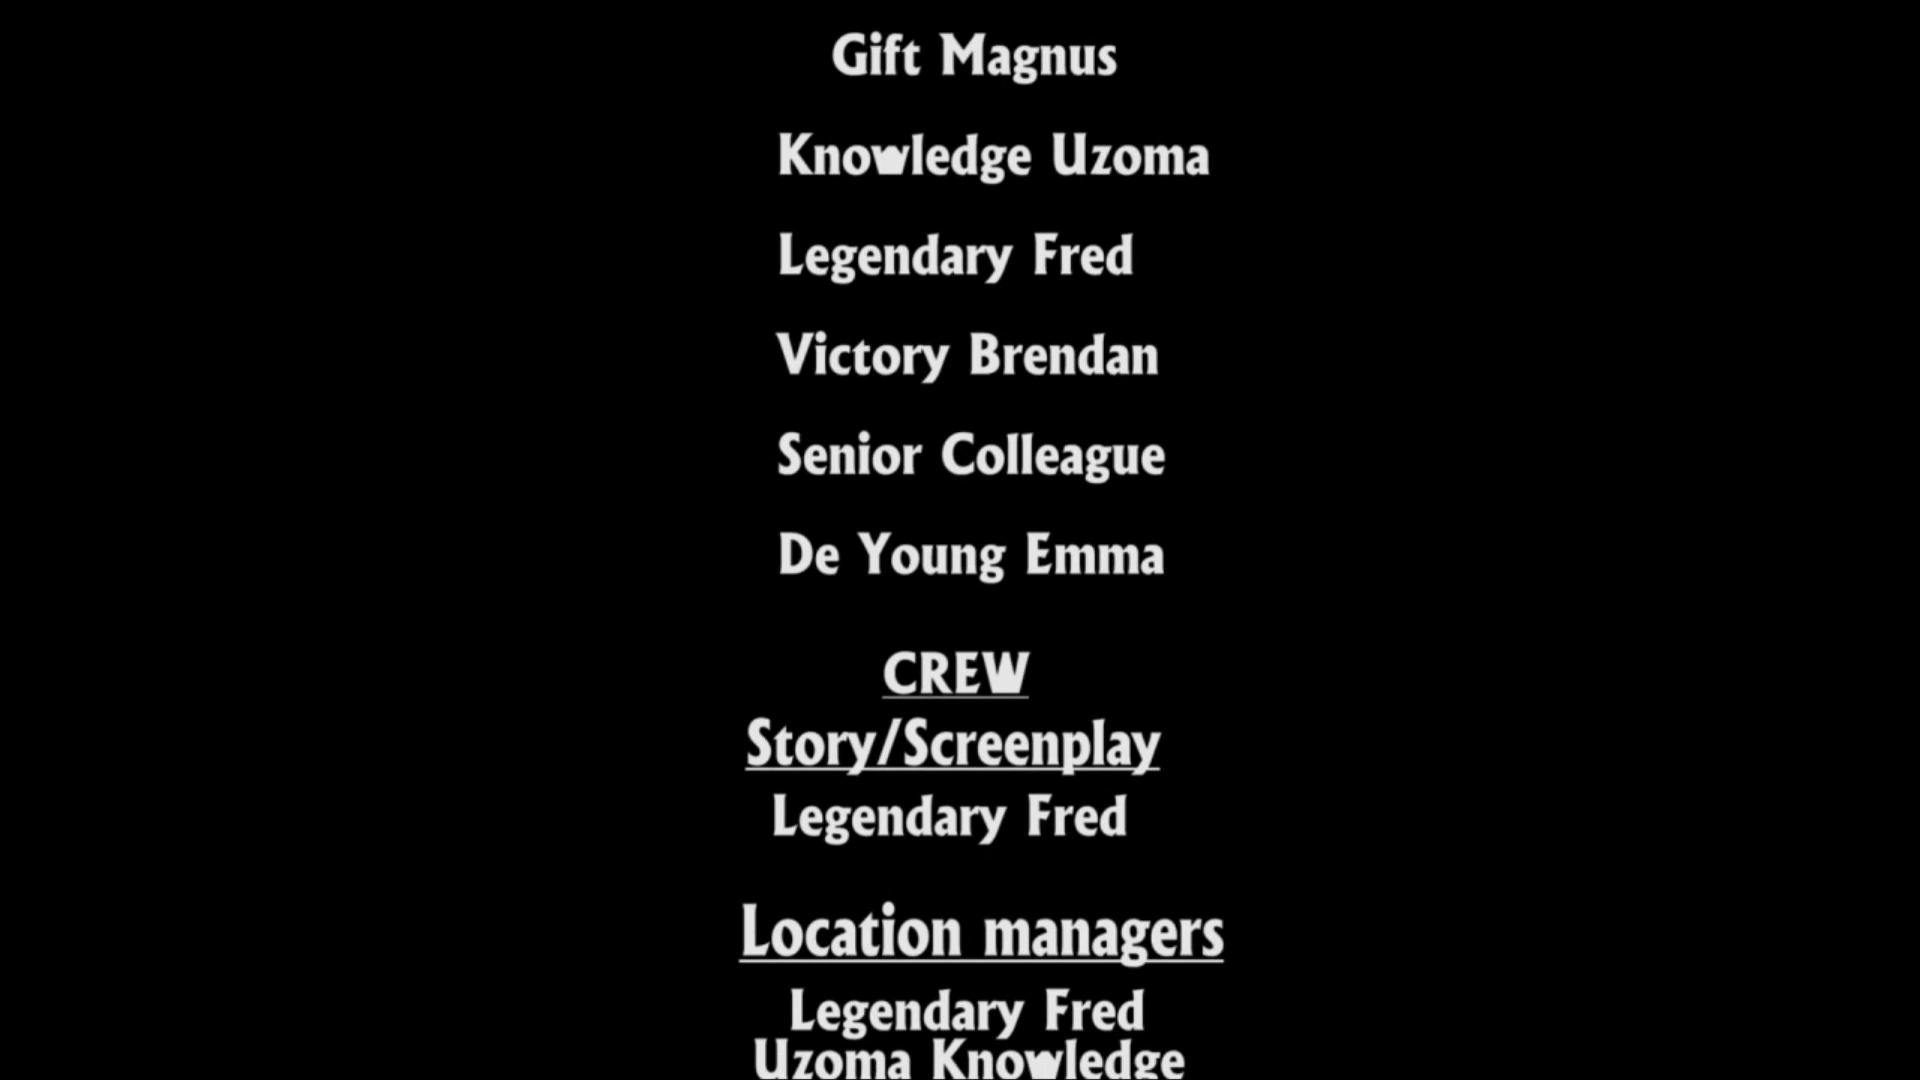 Gift Magnus
Knowledge Uzoma
Legendary Fred
Victory Brendan
Senior Colleague
De Young Emma
CREW
Story/Screenplay
Legendary Fred
Location managers
Legendary Fred
Uzoma Knowledge